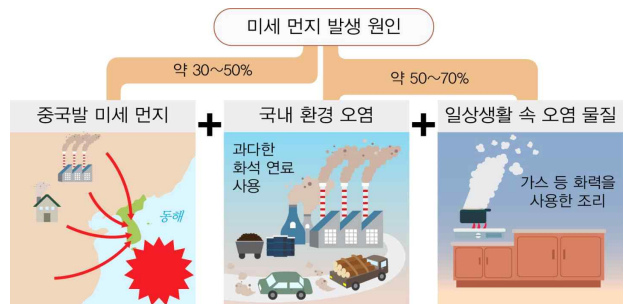 미세 먼지 발생 원인
약 30~50%
약 50~70%
중국발 미세 먼지
+
국내 환경 오염
+
일상생활 속 오염 물질
동해
과다한
화석 연료
사용
가스 등 화력을
사용한 조리